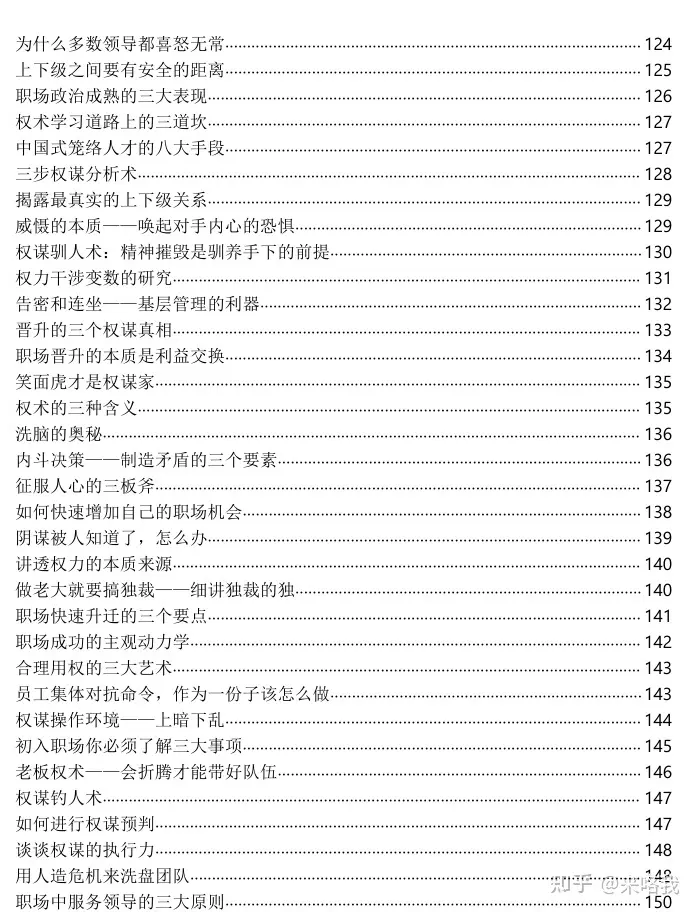 为什么多数领导都喜怒无常 124
上下级之间要有安全的距离 125
职场政治成熟的三大表现 126
权术学习道路上的三道坎 127
中国式笼络人才的八大手段 127
三步权谋分析术 128
揭露最真实的上下级关系 129
威慑的本质——唤起对手内心的恐惧 129
权谋驯人术：精神摧毁是驯养手下的前提 130
权力干涉变数的研究 131
告密和连坐——基层管理的利器 132
晋升的三个权谋真相 133
职场晋升的本质是利益交换 134
笑面虎才是权谋家 135
权术的三种含义 135
洗脑的奥秘 136
内斗决策——制造矛盾的三个要素 136
征服人心的三板斧 137
如何快速增加自己的职场机会 138
阴谋被人知道了，怎么办 139
讲透权力的本质来源 140
做老大就要搞独裁——细讲独裁的独 140
职场快速升迁的三个要点 141
职场成功的主观动力学 142
合理用权的三大艺术 143
员工集体对抗命令，作为一份子该怎么做 143
权谋操作环境——上暗下乱 144
初入职场你必须了解三大事项 145
老板权术——会折腾才能带好队伍 146
权谋钓人术 147
如何进行权谋预判 147
谈谈权谋的执行力 148
用人造危机来洗盘团队 148
职场中服务领导的三大原则 150
知乎 @来咯我